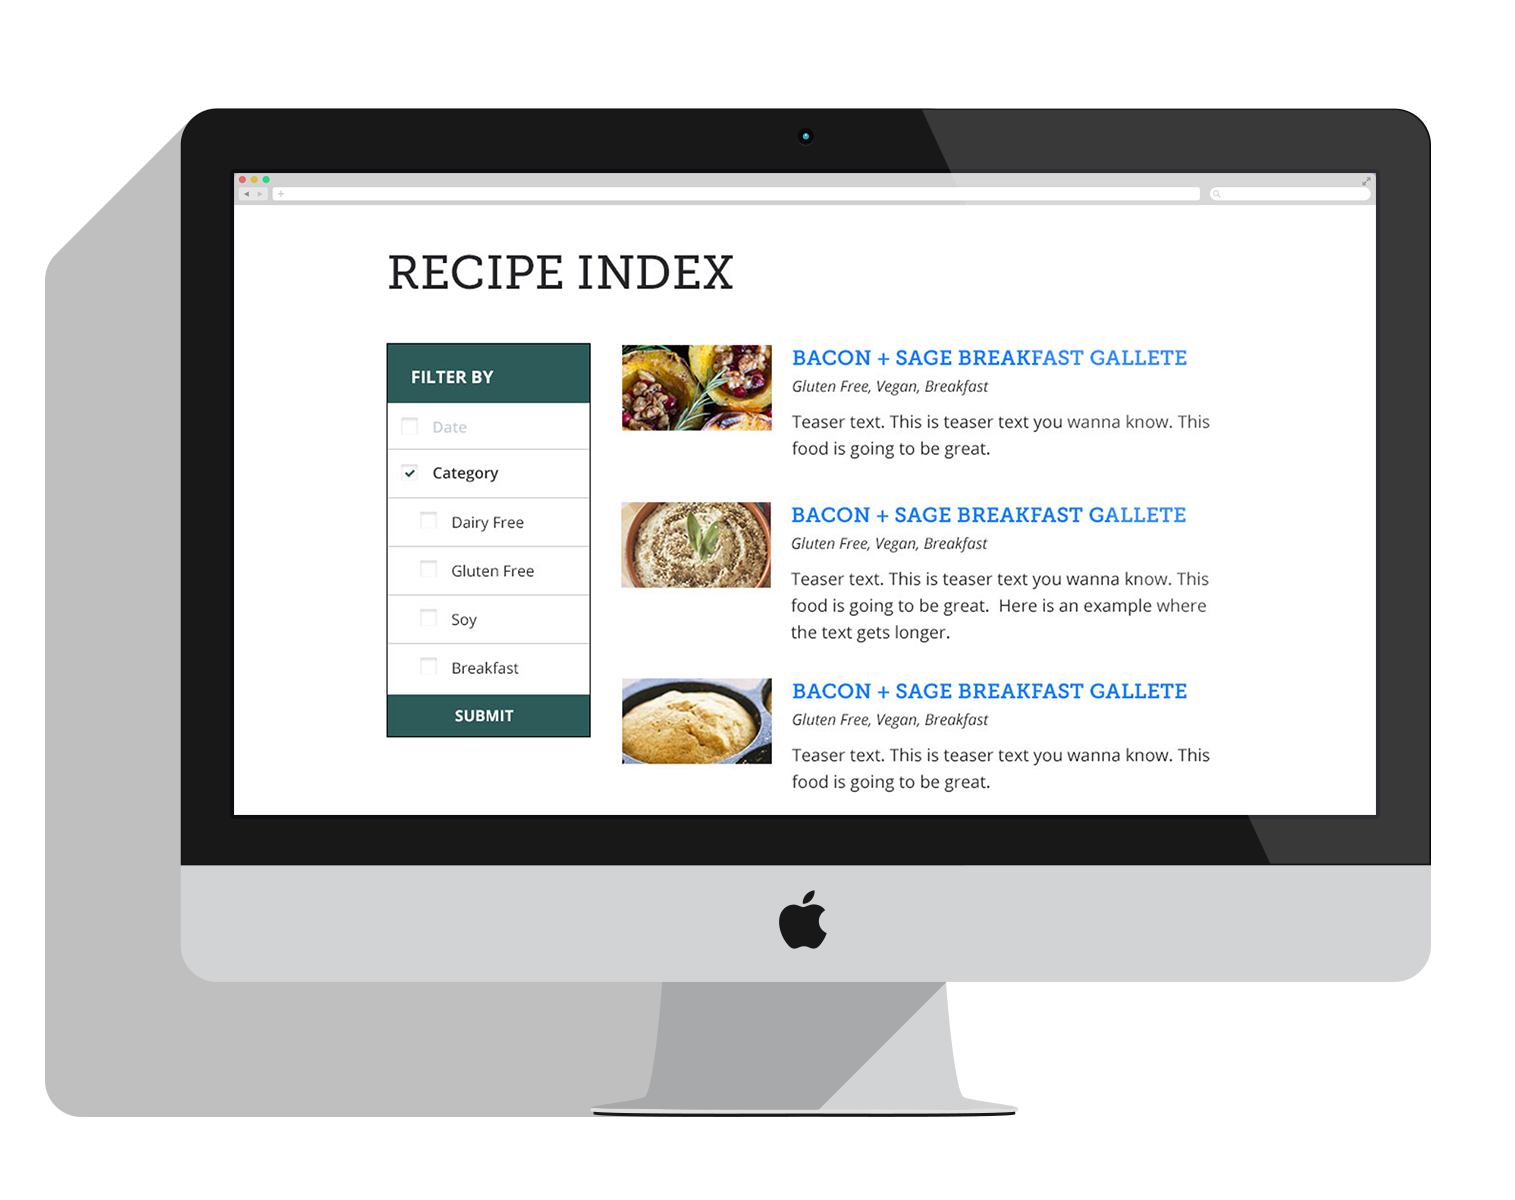 RECIPE INDEX
FILTER BY
Date
Category
Dairy Free
Gluten Free
Soy
Breakfast
SUBMIT
BACON + SAGE BREAKFAST GALLETE
Gluten Free, Vegan, Breakfast
Teaser text. This is teaser text you wanna know. This
food is going to be great.
BACON + SAGE BREAKFAST GALLETE
Gluten Free, Vegan, Breakfast
Teaser text. This is teaser text you wanna know. This
food is going to be great.  Here is an example where
the text gets longer.
BACON + SAGE BREAKFAST GALLETE
Gluten Free, Vegan, Breakfast
Teaser text. This is teaser text you wanna know. This
food is going to be great.